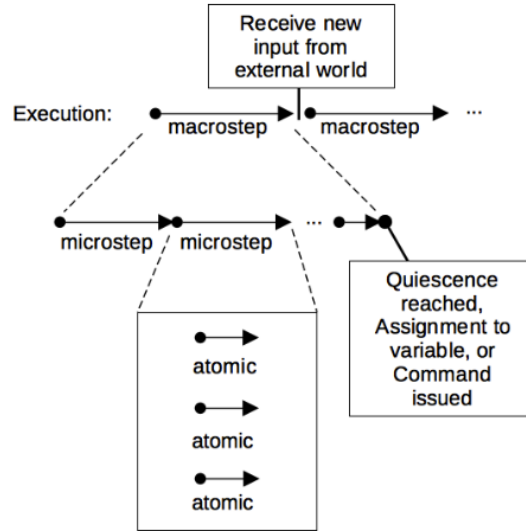 Receive new
input from
external world
Execution:
macrostep
macrostep
...
microstep
microstep
...
Quiescence
reached,
Assignment to
variable, or
Command
issued
atomic
atomic
atomic